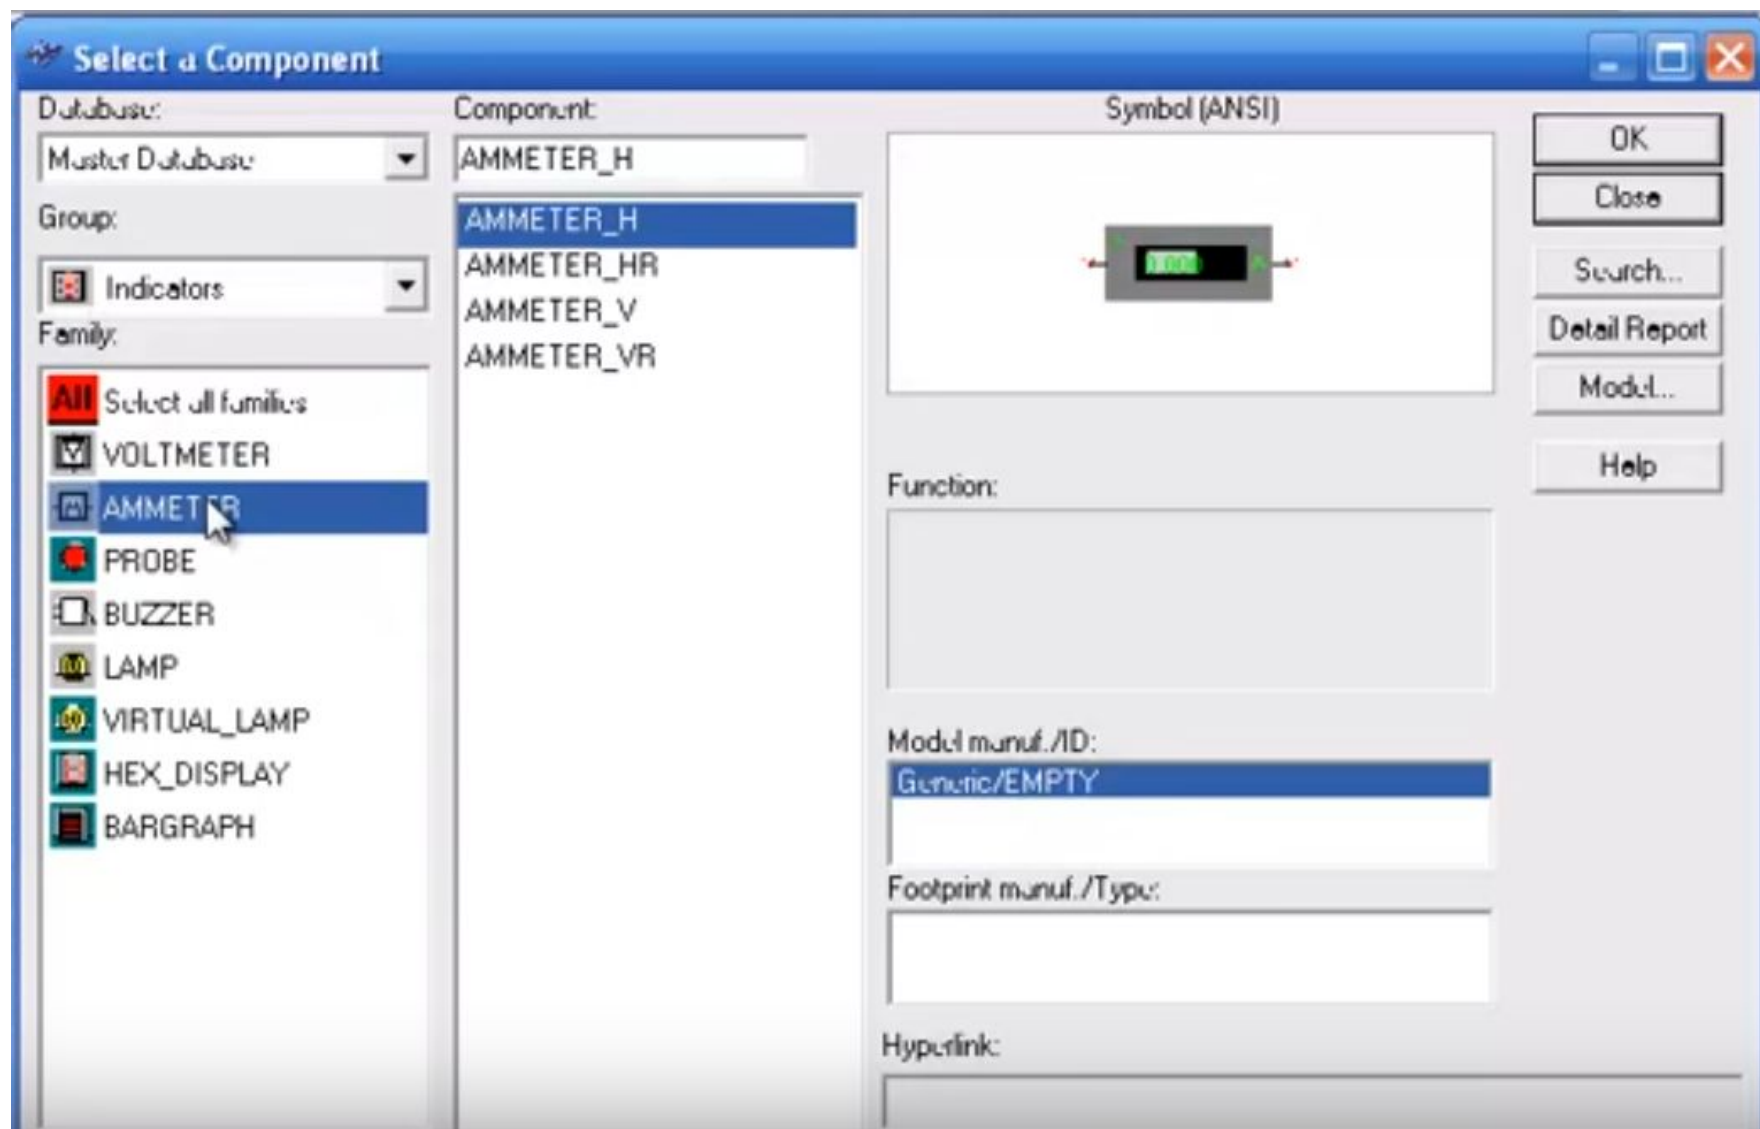 Select a Component
Database:
Master Database
Group:
Indicators
Family:
All Select all families
VOLTMETER
AMMETER
PROBE
BUZZER
LAMP
VIRTUAL_LAMP
HEX_DISPLAY
BARGRAPH
Component:
AMMETER_H
AMMETER_H
AMMETER_HR
AMMETER_V
AMMETER_VR
Symbol (ANSI)
Function:
Model manuf./ID:
Generic/EMPTY
Footprint manuf./Type:
Hyperlink:
OK
Close
Search...
Detail Report
Model...
Help